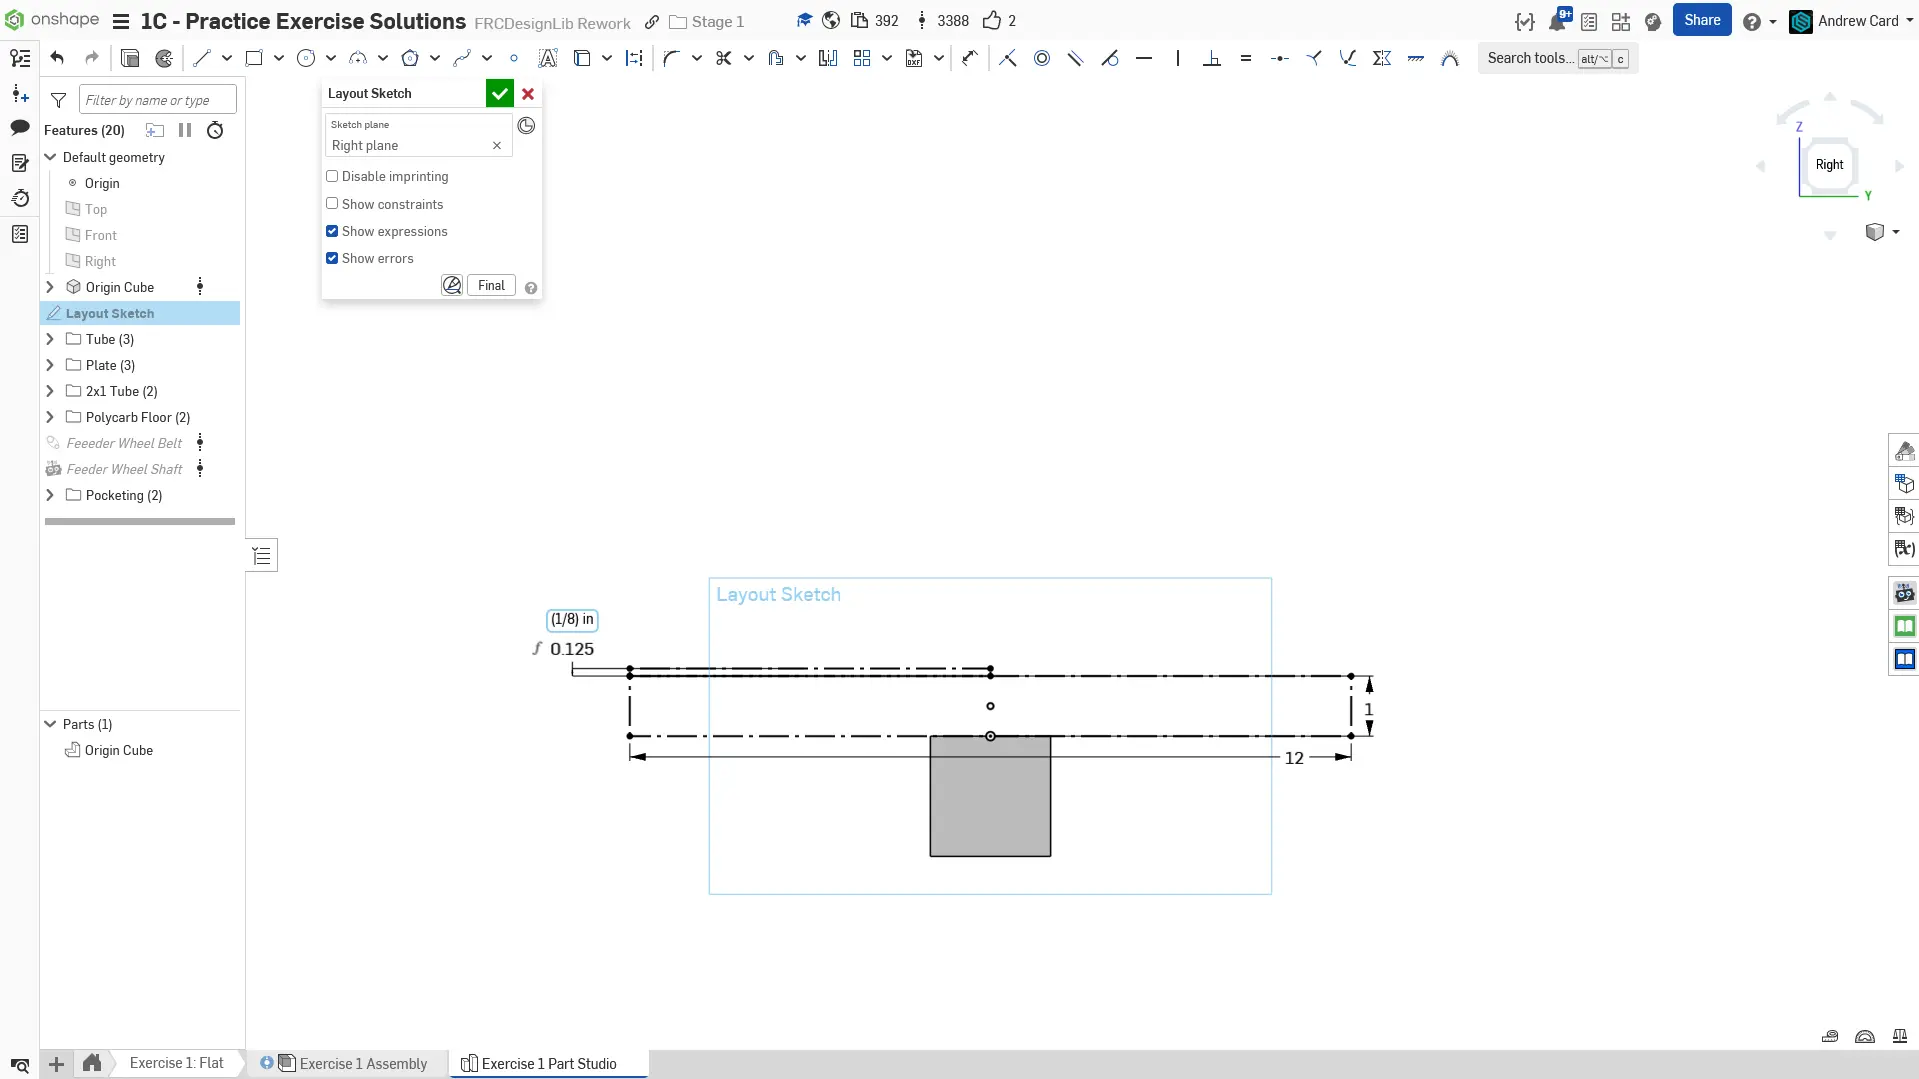 onshape
1C - Practice Exercise Solutions
FRCDesignLib Rework
Stage 1
392
3388
2
9+
Share
Andrew Card
Search tools... alt/⌥ c
Filter by name or type
Features (20)
Default geometry
Origin
Top
Front
Right
Origin Cube
Layout Sketch
Tube (3)
Plate (3)
2x1 Tube (2)
Polycarb Floor (2)
Feeeder Wheel Belt
Feeder Wheel Shaft
Pocketing (2)
Parts (1)
Origin Cube
Layout Sketch
Sketch plane
Right plane
Disable imprinting
Show constraints
Show expressions
Show errors
Final
Z
Right
Y
Layout Sketch
(1/8) in
0.125
1
12
Exercise 1: Flat
Exercise 1 Assembly
Exercise 1 Part Studio